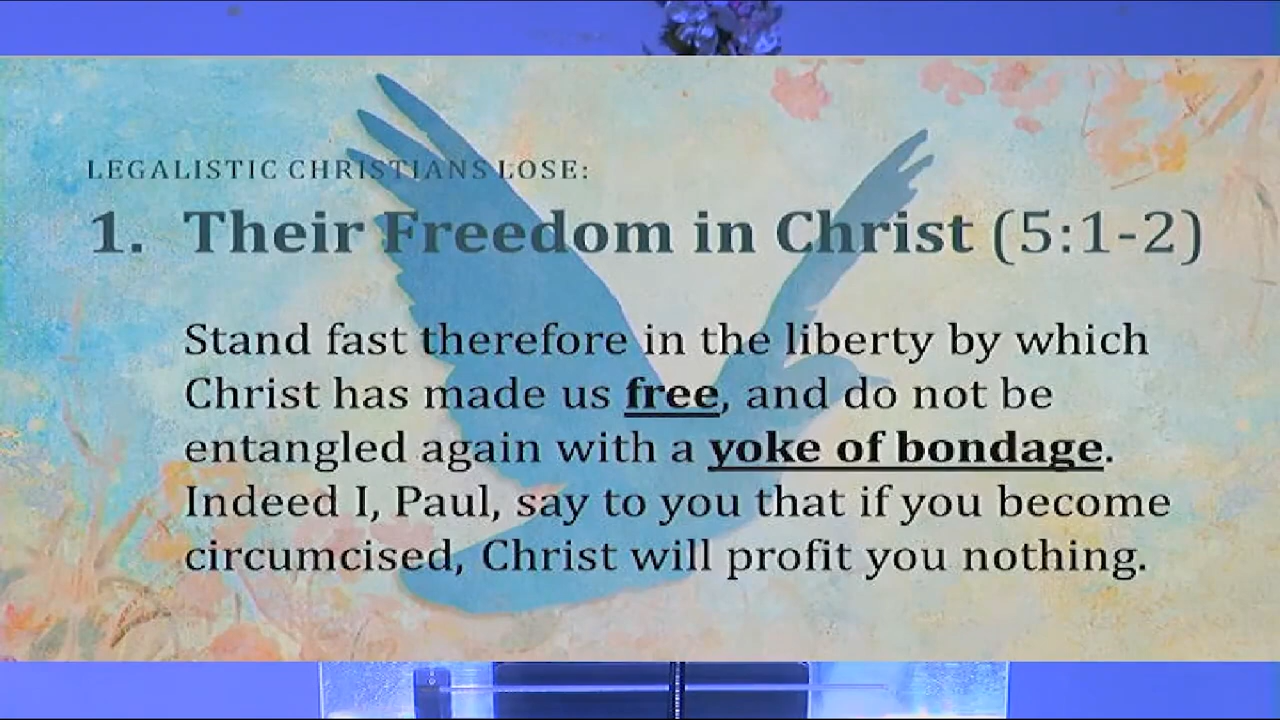 LEGALISTIC CHRISTIANS LOSE:
1. Their Freedom in Christ (5:1-2)
Stand fast therefore in the liberty by which
Christ has made us free, and do not be
entangled again with a yoke of bondage.
Indeed I, Paul, say to you that if you become
circumcised, Christ will profit you nothing.